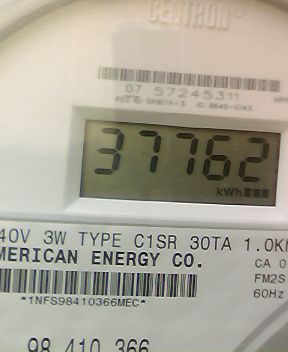 CENTRON®
07 57245311
37762
kWh
40V 3W TYPE C1SR 30TA 1.0K
MERICAN ENERGY CO.
CA 0
FM2S
60Hz
*1NFS98410366MEC*
98 410 366